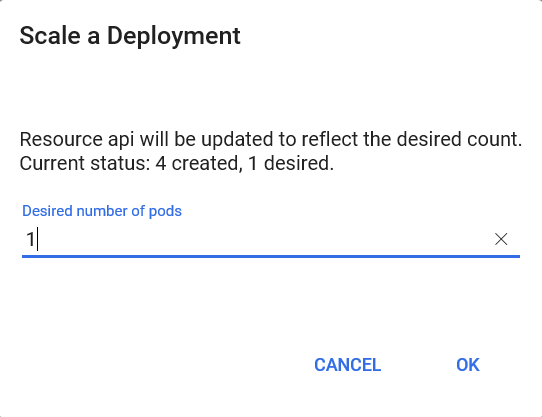 Scale a Deployment
Resource api will be updated to reflect the desired count.
Current status: 4 created, 1 desired.
Desired number of pods
1
CANCEL OK